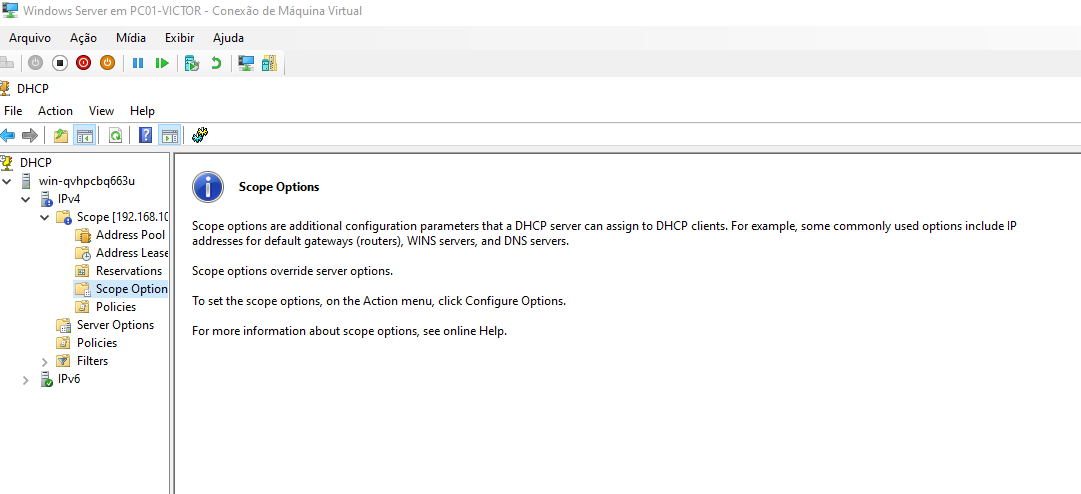 Windows Server em PC01-VICTOR - Conexão de Máquina Virtual
Arquivo Ação Mídia Exibir Ajuda
DHCP
File Action View Help
DHCP
win-qvhpcbq663u
IPv4
Scope [192.168.10
Address Pool
Address Lease
Reservations
Scope Option
Policies
Server Options
Policies
Filters
IPv6
Scope Options
Scope options are additional configuration parameters that a DHCP server can assign to DHCP clients. For example, some commonly used options include IP
addresses for default gateways (routers), WINS servers, and DNS servers.
Scope options override server options.
To set the scope options, on the Action menu, click Configure Options.
For more information about scope options, see online Help.